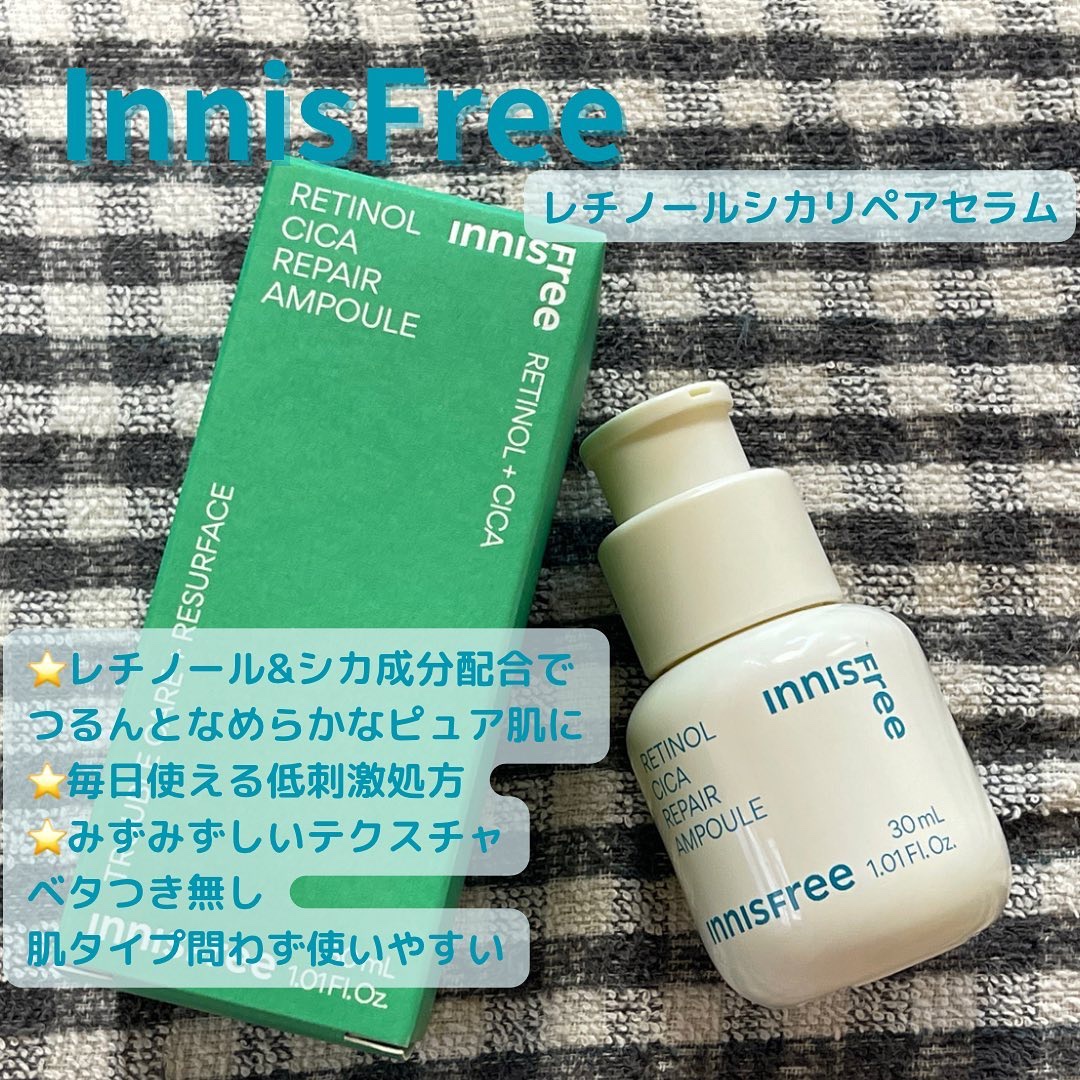 InnisFree
レチノールシカリペアセラム
RETINOL
CICA
REPAIR
AMPOULE
INNISFree
RETINOL + CICA
RESURFACE
⭐レチノール&シカ成分配合で
つるんとなめらかなピュア肌に
⭐毎日使える低刺激処方
⭐みずみずしいテクスチャ
ベタつき無し
肌タイプ問わず使いやすい
INNISFree
1.01Fl.Oz.
INNISFree
RETINOL
CICA
REPAIR
AMPOULE
30mL
1.01Fl.Oz.
INNISFree